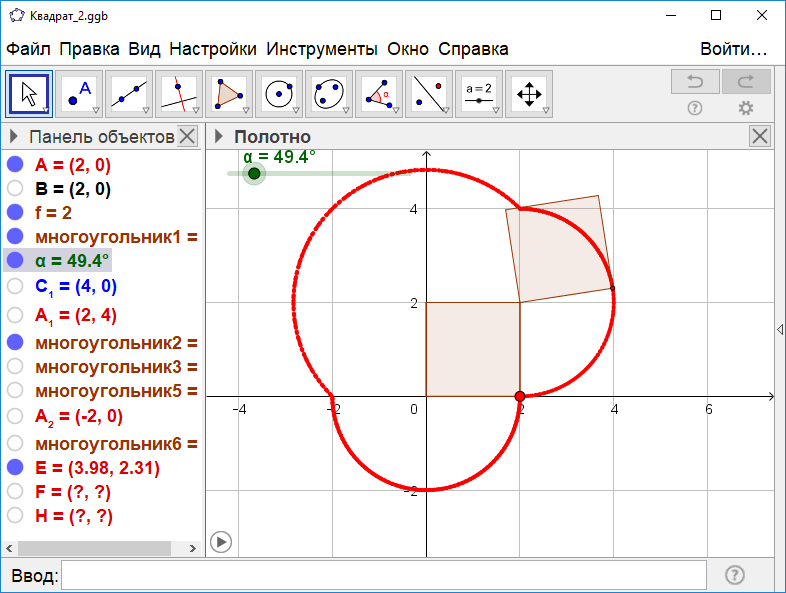 Квадрат_2.ggb
Файл Правка Вид Настройки Инструменты Окно Справка Войти…
A α a = 2
Панель объектов Полотно
A = (2, 0)
B = (2, 0)
f = 2
многоугольник1 =
α = 49.4°
C1 = (4, 0)
A1 = (2, 4)
многоугольник2 =
многоугольник3 =
многоугольник5 =
A2 = (-2, 0)
многоугольник6 =
E = (3.98, 2.31)
F = (?, ?)
H = (?, ?)
α = 49.4°
4
2
-4 -2 0 2 4 6
-2
Ввод: